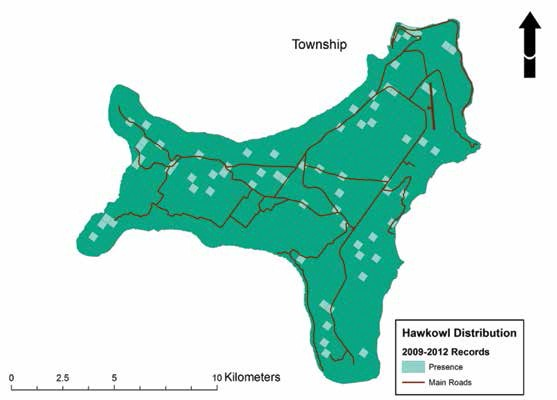 Township
Hawkowl Distribution
2009-2012 Records
Presence
Main Roads
0 2.5 5 10 Kilometers